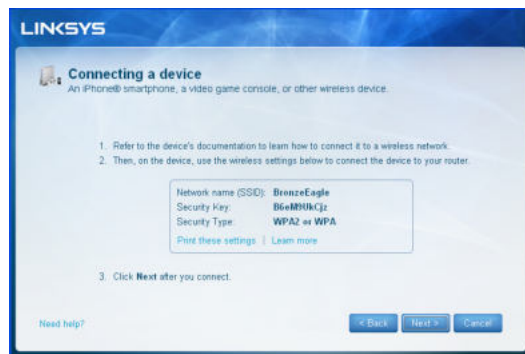 LINKSYS
Connecting a device
An iPhone® smartphone, a video game console, or other wireless device.
1. Refer to the device's documentation to learn how to connect it to a wireless network.
2. Then, on the device, use the wireless settings below to connect the device to your router.
Network name (SSID): BronzeEagle
Security Key: B6eM9UkCjz
Security Type: WPA2 or WPA
Print these settings | Learn more
3. Click Next after you connect.
Need help?
< Back Next > Cancel